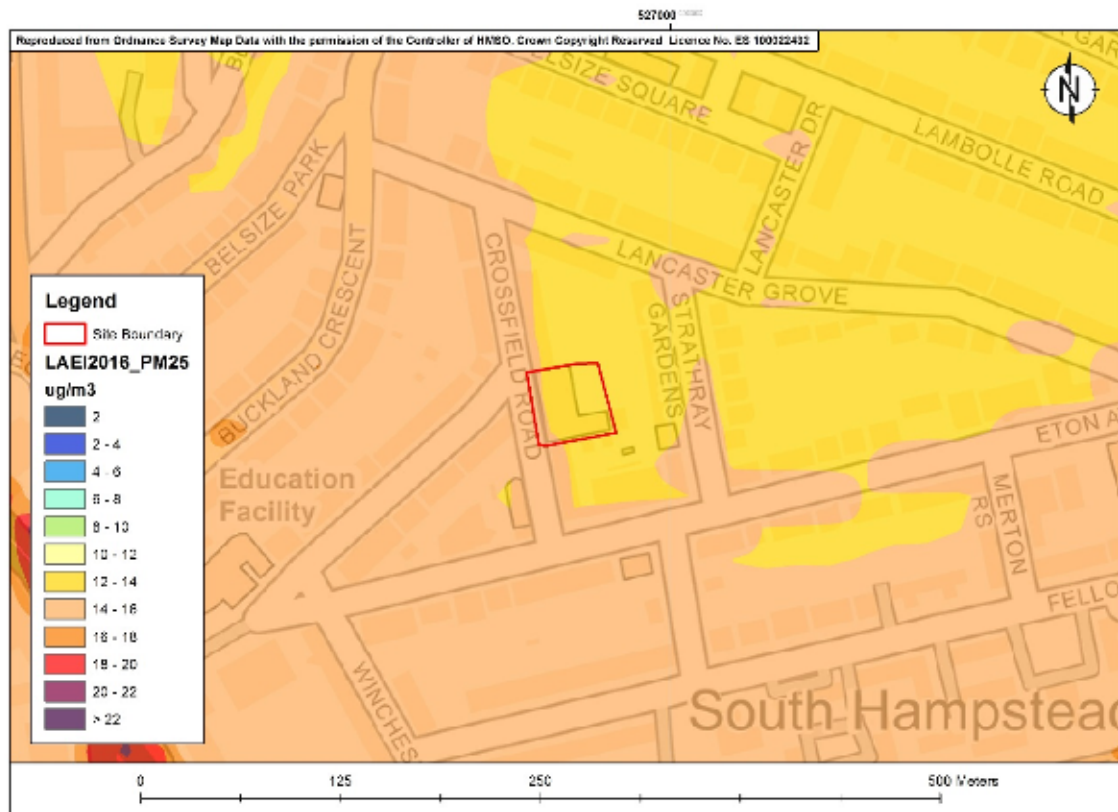 527000
Reproduced from Ordnance Survey Map Data with the permission of the Controller of HMSO. Crown Copyright Reserved Licence No. ES 100022432
N
ELSIZE SQUARE
LANCASTER DR
LAMBOLLE ROAD
BELSIZE PARK
BUCKLAND CRESCENT
CROSSFIELD ROAD
LANCASTER GROVE
STRATHRAY
GARDENS
Legend
Site Boundary
LAEI2016_PM25
ug/m3
2
2 - 4
4 - 6
6 - 8
8 - 10
10 - 12
12 - 14
14 - 16
16 - 18
18 - 20
20 - 22
> 22
Education
Facility
ETON A
MERTON
RS
FELLO
WINCHES
South Hampstead
0 125 250 500 Meters